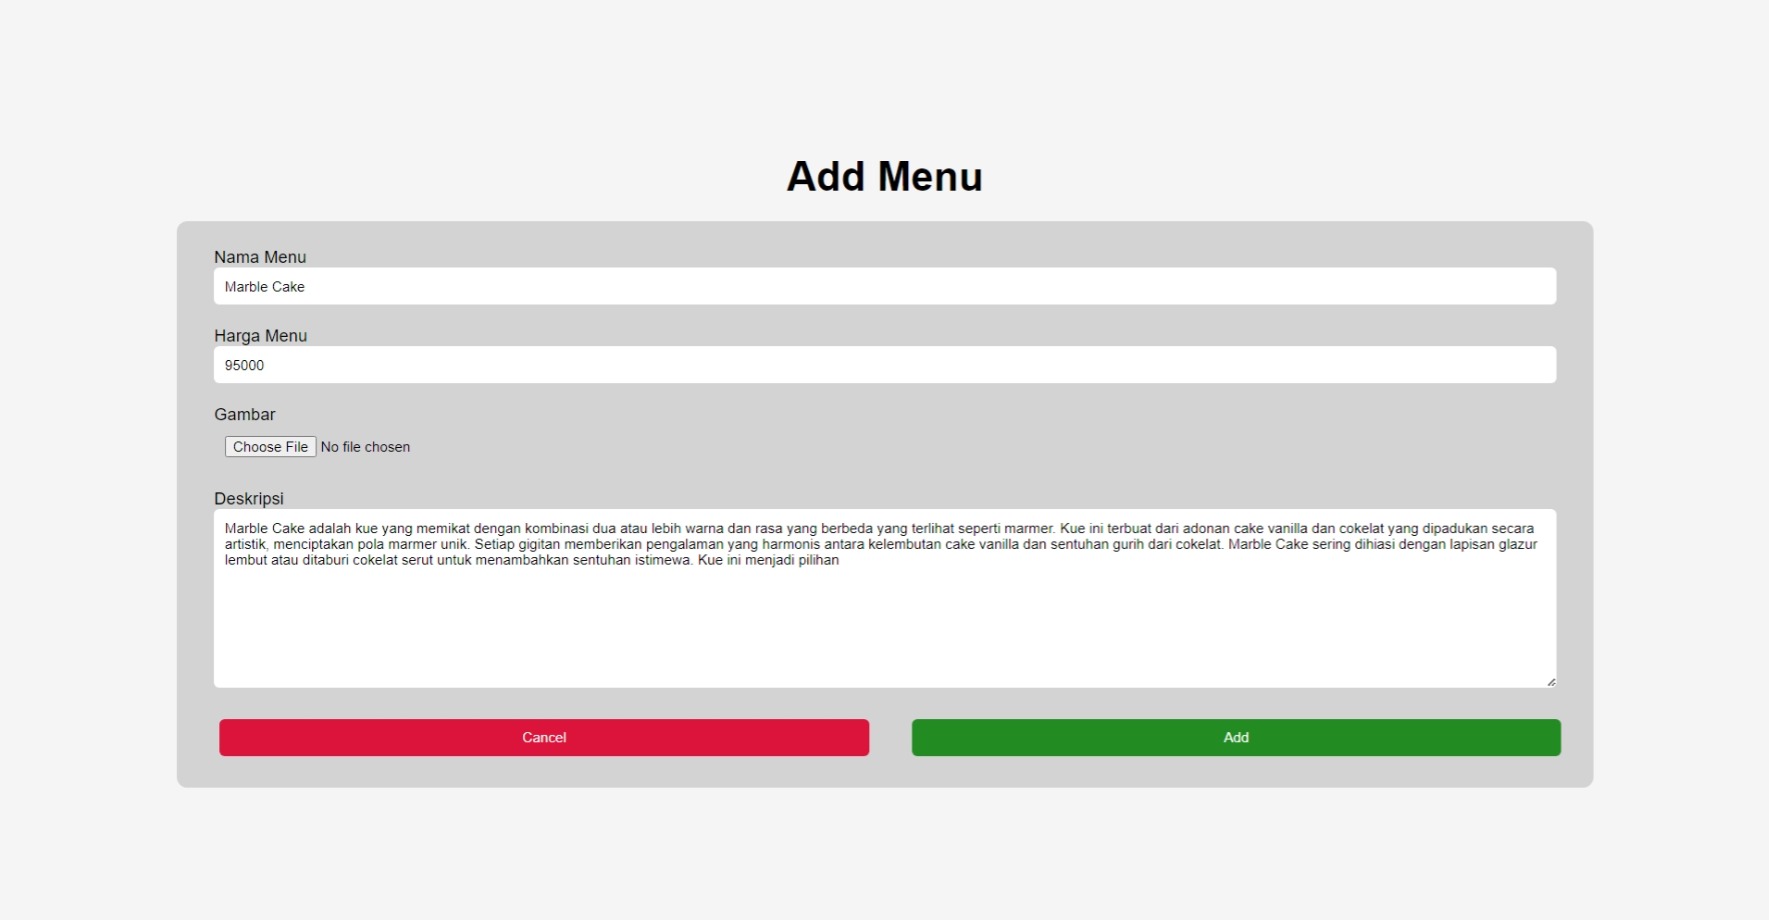 Add Menu
Nama Menu
Marble Cake
Harga Menu
95000
Gambar
Choose File No file chosen
Deskripsi
Marble Cake adalah kue yang memikat dengan kombinasi dua atau lebih warna dan rasa yang berbeda yang terlihat seperti marmer. Kue ini terbuat dari adonan cake vanilla dan cokelat yang dipadukan secara
artistik, menciptakan pola marmer unik. Setiap gigitan memberikan pengalaman yang harmonis antara kelembutan cake vanilla dan sentuhan gurih dari cokelat. Marble Cake sering dihiasi dengan lapisan glazur
lembut atau ditaburi cokelat serut untuk menambahkan sentuhan istimewa. Kue ini menjadi pilihan
Cancel
Add